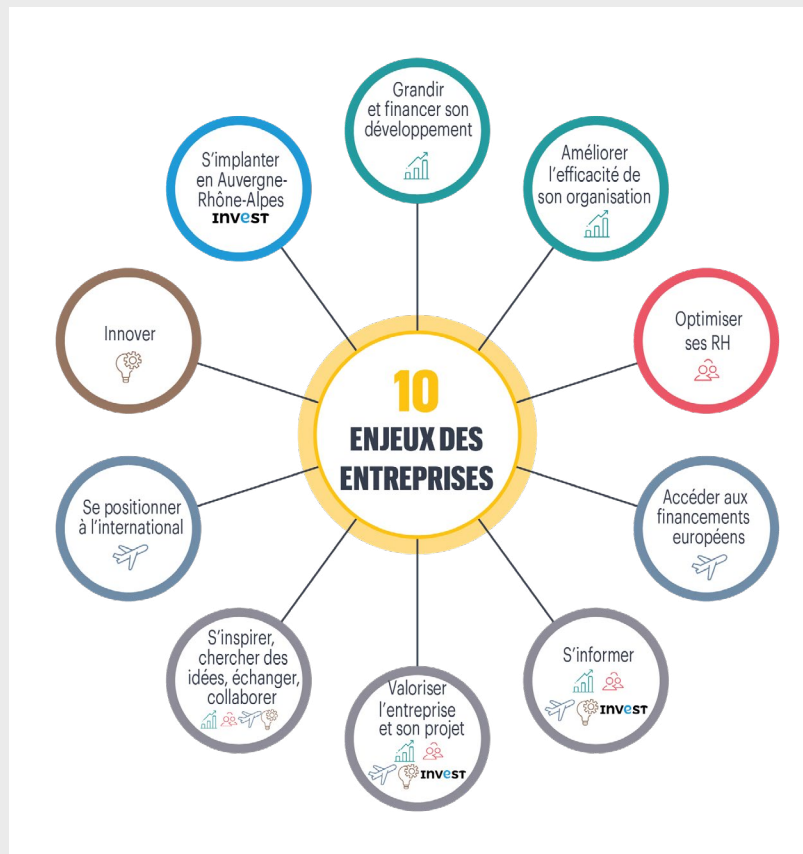 10
ENJEUX DES
ENTREPRISES
Grandir
et financer son
développement
Améliorer
l'efficacité de
son organisation
Optimiser
ses RH
Accéder aux
financements
européens
S'informer
INVEST
Valoriser
l'entreprise
et son projet
INVEST
S'inspirer,
chercher des
idées, échanger,
collaborer
Se positionner
à l'international
Innover
S'implanter
en Auvergne-
Rhône-Alpes
INVEST